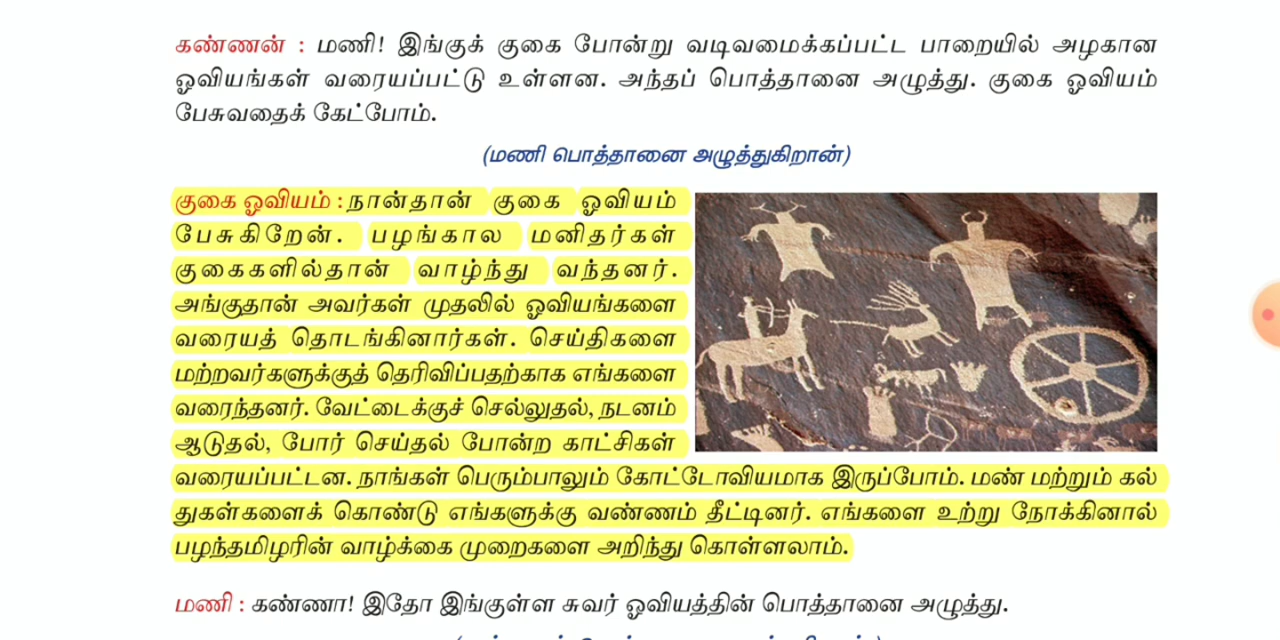 கண்ணன் : மணி! இங்குக் குகை போன்று வடிவமைக்கப்பட்ட பாறையில் அழகான
ஓவியங்கள் வரையப்பட்டு உள்ளன. அந்தப் பொத்தானை அழுத்து. குகை ஓவியம்
பேசுவதைக் கேட்போம்.
(மணி பொத்தானை அழுத்துகிறான்)
குகை ஓவியம் : நான்தான் குகை ஓவியம்
பேசுகிறேன். பழங்கால மனிதர்கள்
குகைகளில்தான் வாழ்ந்து வந்தனர்.
அங்குதான் அவர்கள் முதலில் ஓவியங்களை
வரையத் தொடங்கினார்கள். செய்திகளை
மற்றவர்களுக்குத் தெரிவிப்பதற்காக எங்களை
வரைந்தனர். வேட்டைக்குச் செல்லுதல், நடனம்
ஆடுதல், போர் செய்தல் போன்ற காட்சிகள்
வரையப்பட்டன. நாங்கள் பெரும்பாலும் கோட்டோவியமாக இருப்போம். மண் மற்றும் கல்
துகள்களைக் கொண்டு எங்களுக்கு வண்ணம் தீட்டினர். எங்களை உற்று நோக்கினால்
பழந்தமிழரின் வாழ்க்கை முறைகளை அறிந்து கொள்ளலாம்.
மணி : கண்ணா! இதோ இங்குள்ள சுவர் ஓவியத்தின் பொத்தானை அழுத்து.